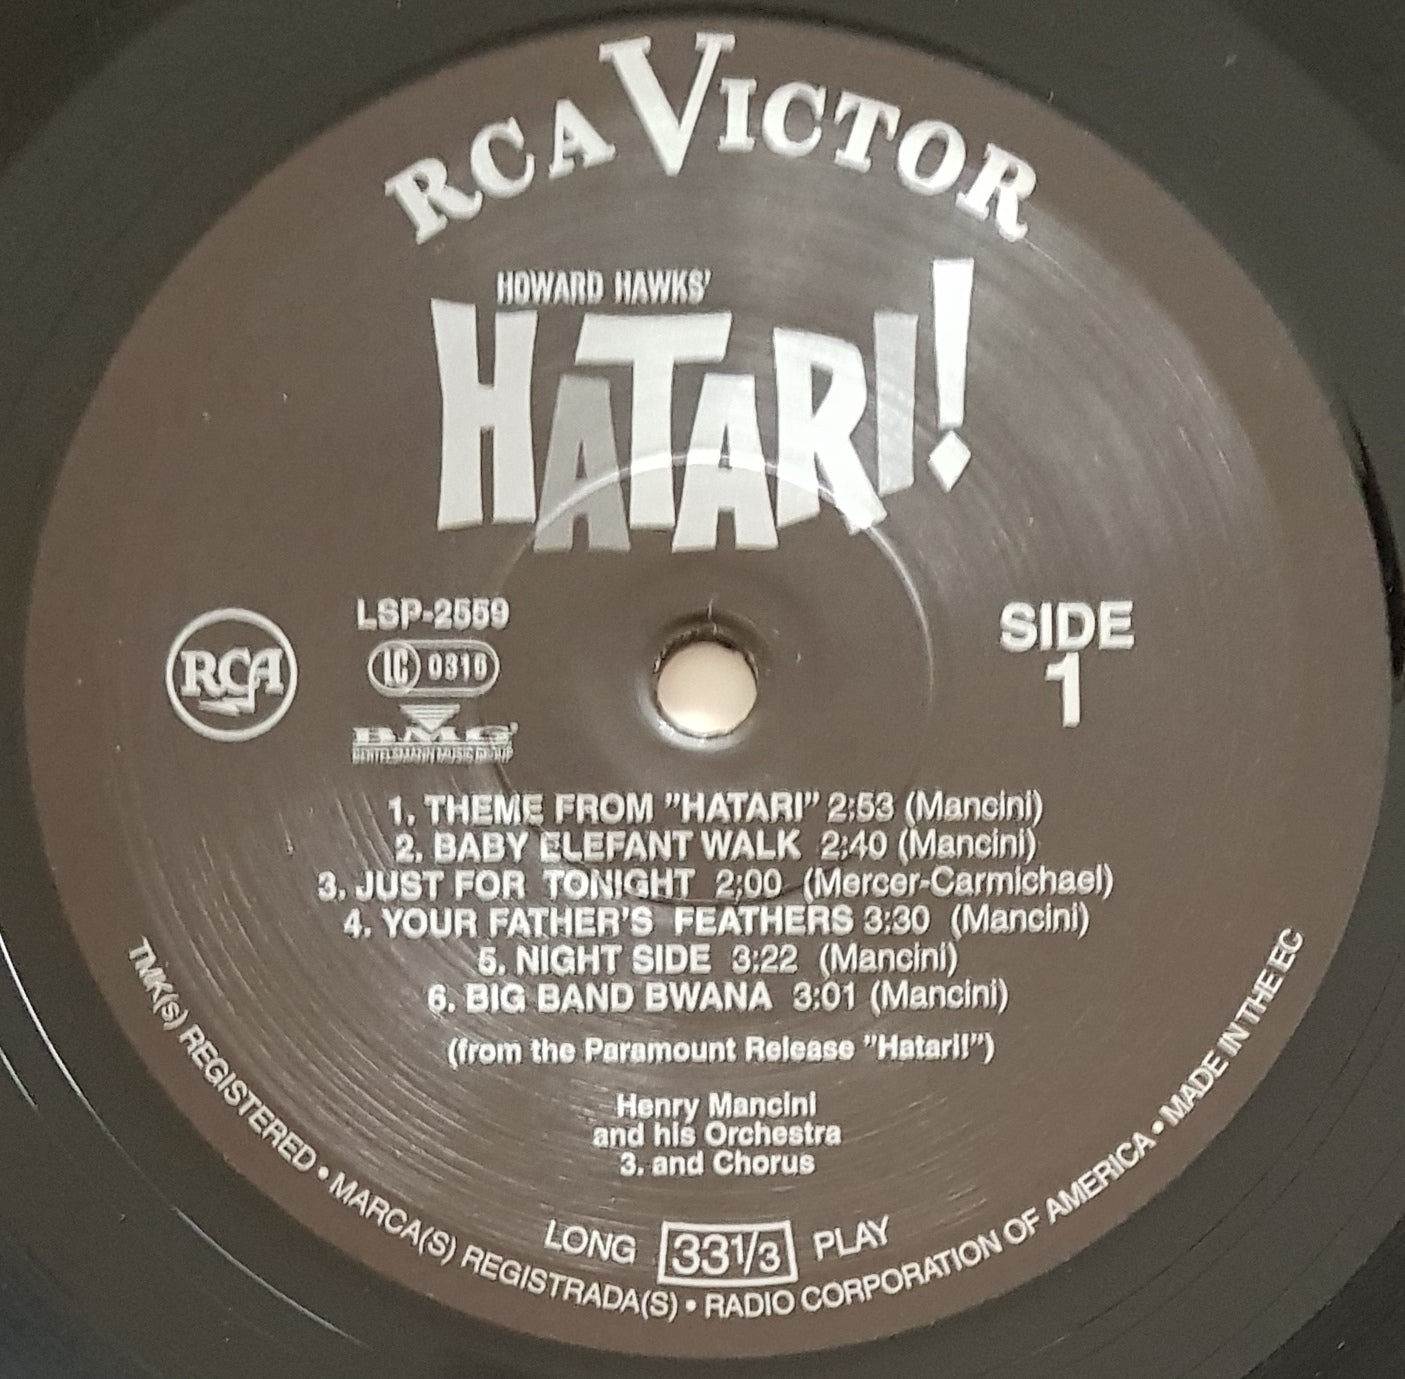 RCA VICTOR
HOWARD HAWKS'
HATARI!
LSP-2559
SIDE
1
RCA
LC 0316
BMG
BERTELSMANN MUSIC GROUP
1. THEME FROM "HATARI" 2:53 (Mancini)
2. BABY ELEFANT WALK 2:40 (Mancini)
3. JUST FOR TONIGHT 2:00 (Mercer-Carmichael)
4. YOUR FATHER'S FEATHERS 3:30 (Mancini)
5. NIGHT SIDE 3:22 (Mancini)
6. BIG BAND BWANA 3:01 (Mancini)
(from the Paramount Release "Hatari!")
Henry Mancini
and his Orchestra
3. and Chorus
LONG 33 1/3 PLAY
TMK(s) REGISTERED • MARCA(S) REGISTRADA(S) • RADIO CORPORATION OF AMERICA • MADE IN THE EC